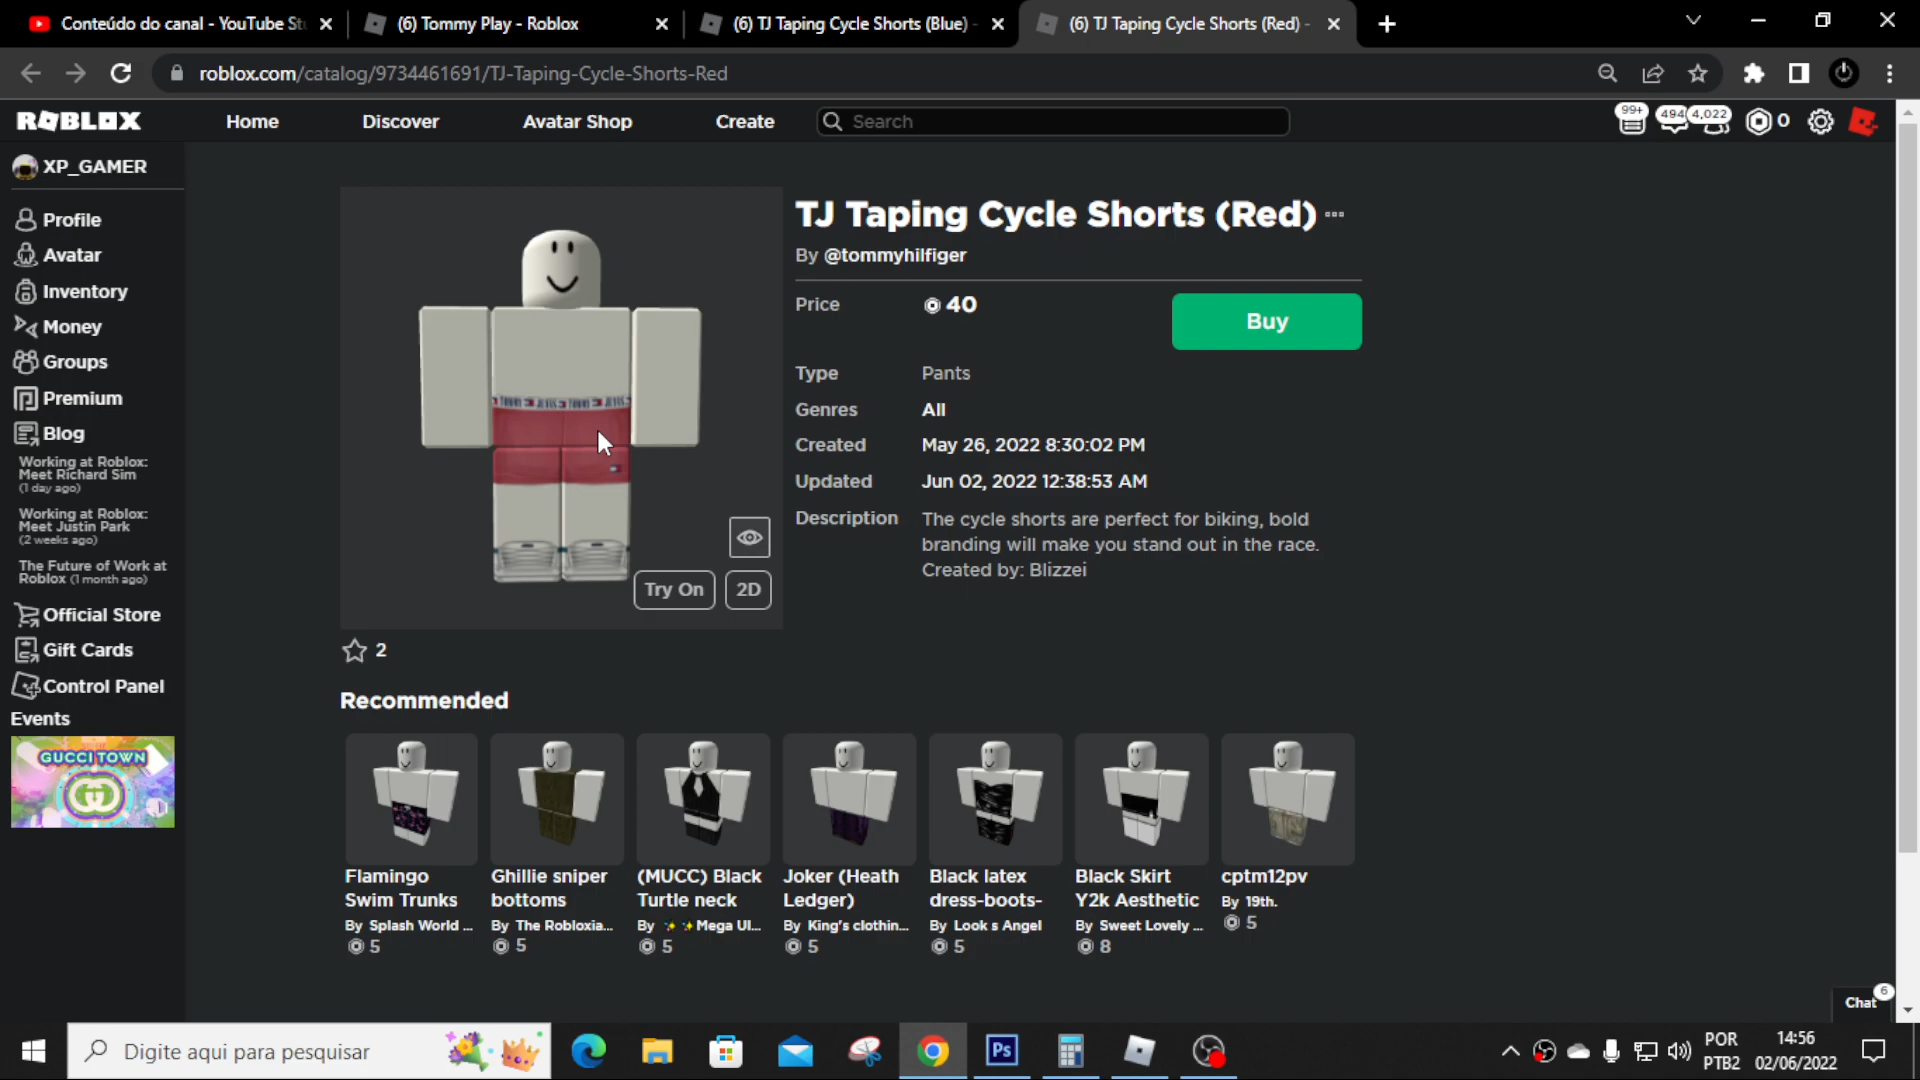 Conteúdo do canal - YouTube St
(6) Tommy Play - Roblox
(6) TJ Taping Cycle Shorts (Blue) -
(6) TJ Taping Cycle Shorts (Red) -
roblox.com/catalog/9734461691/TJ-Taping-Cycle-Shorts-Red
ROBLOX
Home
Discover
Avatar Shop
Create
Search
99+
494
4,022
0
XP_GAMER
Profile
Avatar
Inventory
Money
Groups
Premium
Blog
Working at Roblox:
Meet Richard Sim
(1 day ago)
Working at Roblox:
Meet Justin Park
(2 weeks ago)
The Future of Work at
Roblox (1 month ago)
Official Store
Gift Cards
Control Panel
Events
GUCCI TOWN
Try On
2D
2
TJ Taping Cycle Shorts (Red)
By @tommyhilfiger
Price 40
Buy
Type Pants
Genres All
Created May 26, 2022 8:30:02 PM
Updated Jun 02, 2022 12:38:53 AM
Description The cycle shorts are perfect for biking, bold
branding will make you stand out in the race.
Created by: Blizzei
Recommended
Flamingo
Swim Trunks
By Splash World ...
5
Ghillie sniper
bottoms
By The Robloxia...
5
(MUCC) Black
Turtle neck
By ✨✨Mega Ul...
5
Joker (Heath
Ledger)
By King's clothin...
5
Black latex
dress-boots-
By Look s Angel
5
Black Skirt
Y2k Aesthetic
By Sweet Lovely ...
8
cptm12pv
By 19th.
5
Chat
6
Digite aqui para pesquisar
Ps
POR
PTB2
14:56
02/06/2022